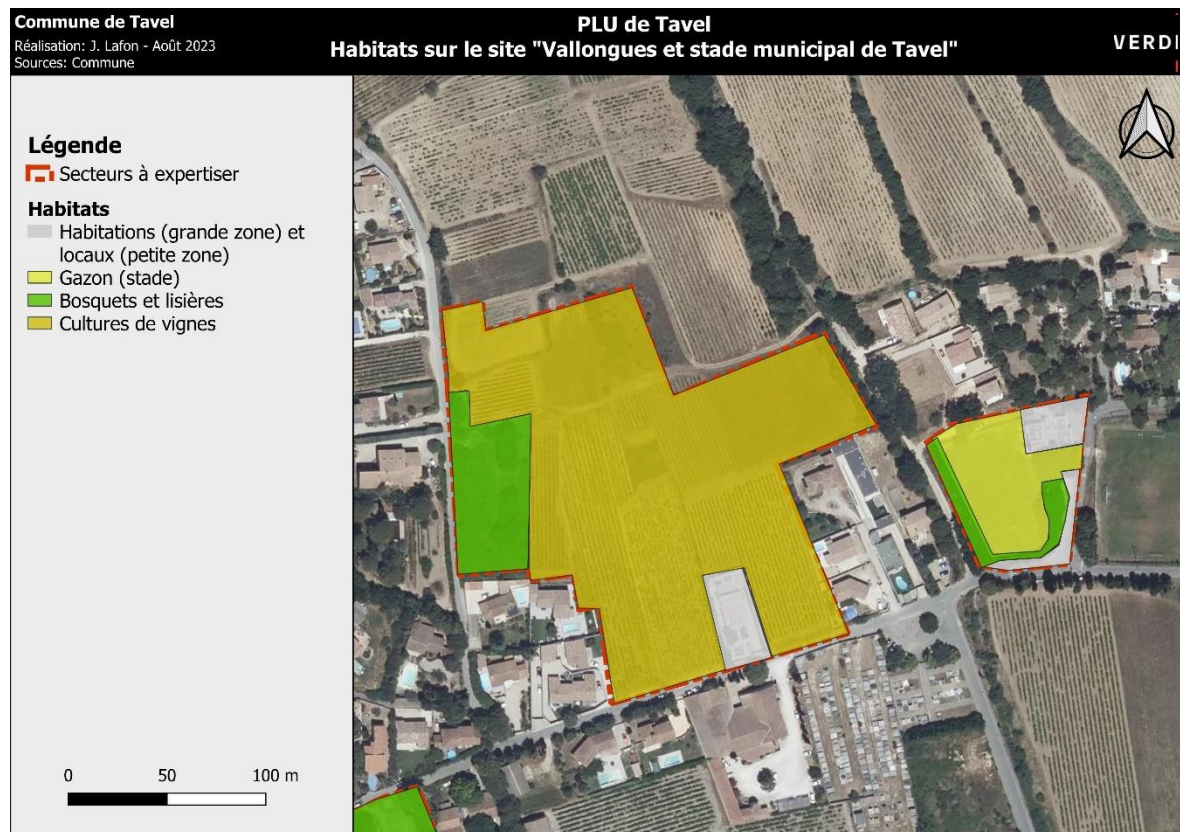 Commune de Tavel
Réalisation: J. Lafon - Août 2023
Sources: Commune
PLU de Tavel
Habitats sur le site "Vallongues et stade municipal de Tavel"
VERDI
Légende
Secteurs à expertiser
Habitats
Habitations (grande zone) et
locaux (petite zone)
Gazon (stade)
Bosquets et lisières
Cultures de vignes
0 50 100 m